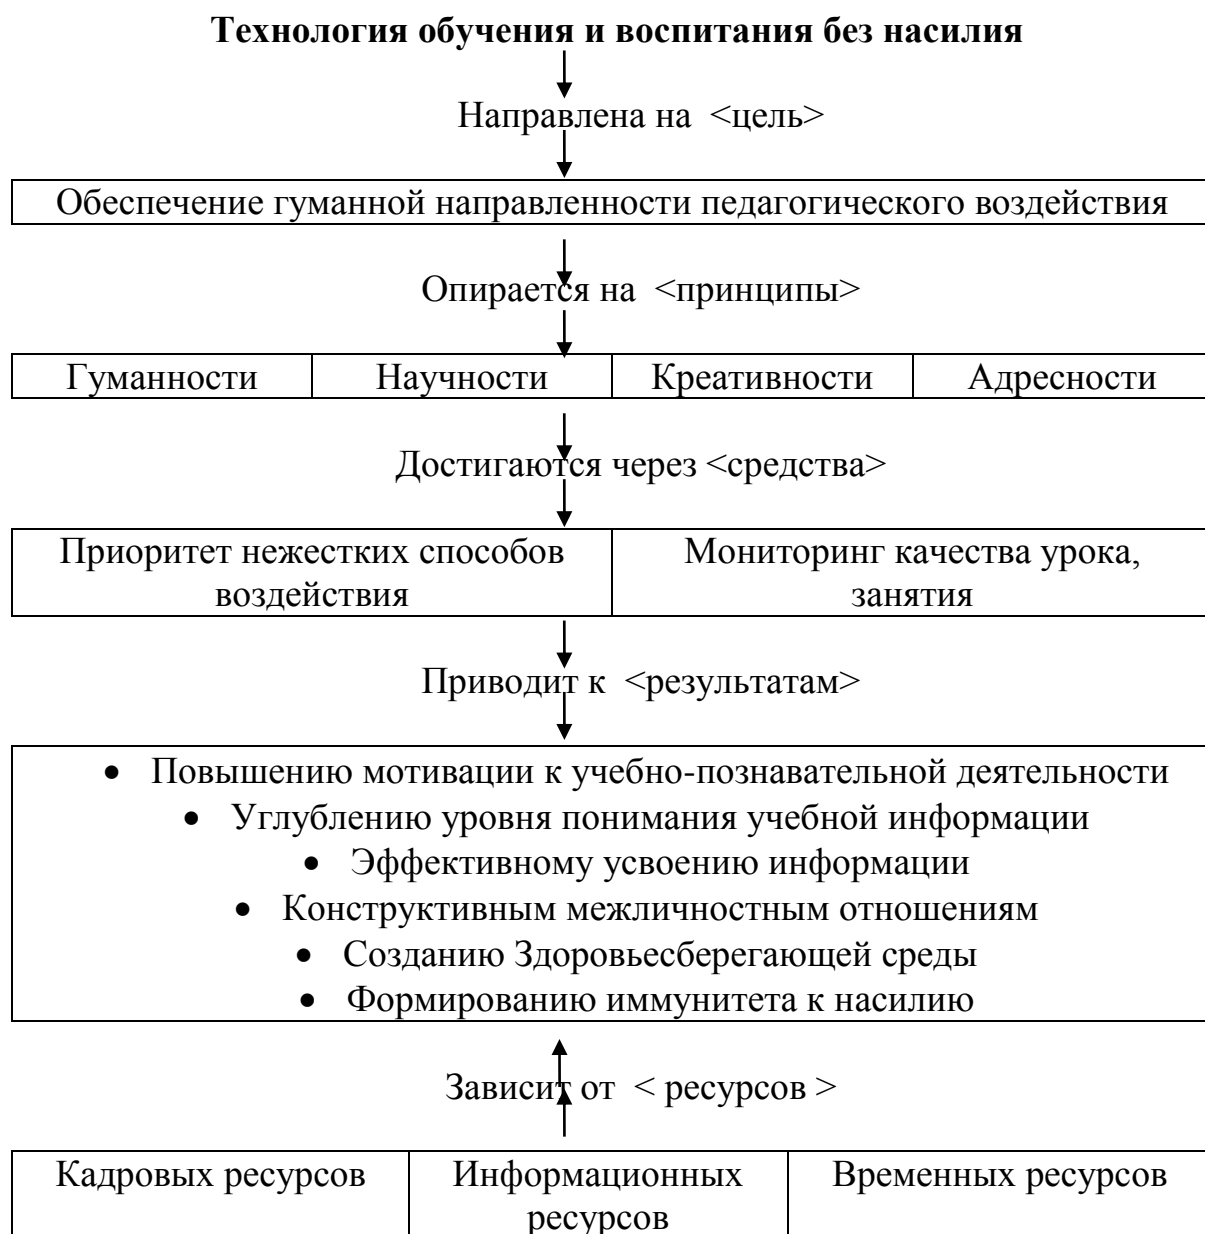 Технология обучения и воспитания без насилия
Направлена на <цель>
Обеспечение гуманной направленности педагогического воздействия
Опирается на <принципы>
Гуманности Научности Креативности Адресности
Достигаются через <средства>
Приоритет нежестких способов воздействия
Мониторинг качества урока, занятия
Приводит к <результатам>
• Повышению мотивации к учебно-познавательной деятельности
• Углублению уровня понимания учебной информации
• Эффективному усвоению информации
• Конструктивным межличностным отношениям
• Созданию Здоровьесберегающей среды
• Формированию иммунитета к насилию
Зависит от < ресурсов >
Кадровых ресурсов
Информационных ресурсов
Временных ресурсов